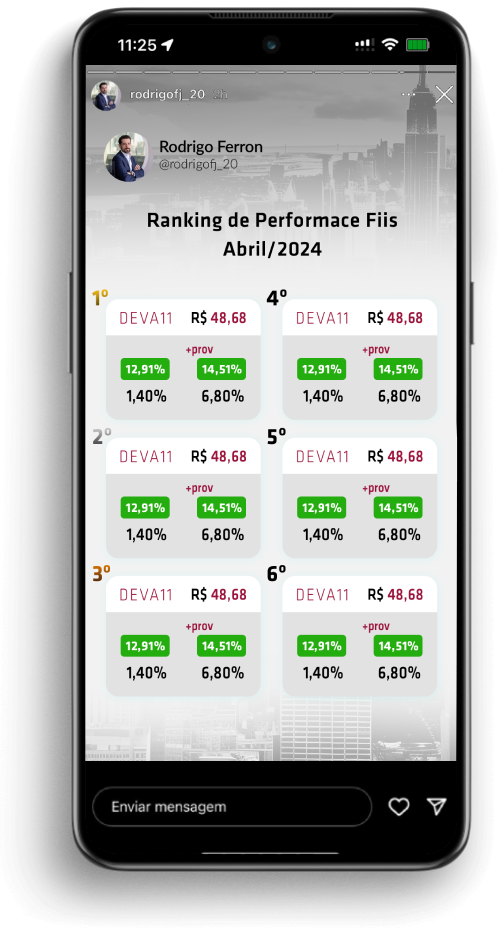 11:25
rodrigofj_20
Rodrigo Ferron
@rodrigofj_20
Ranking de Performace Fiis
Abril/2024
1º
DEVA11 R$ 48,68
+prov
12,91% 14,51%
1,40% 6,80%
4º
DEVA11 R$ 48,68
+prov
12,91% 14,51%
1,40% 6,80%
2º
DEVA11 R$ 48,68
+prov
12,91% 14,51%
1,40% 6,80%
5º
DEVA11 R$ 48,68
+prov
12,91% 14,51%
1,40% 6,80%
3º
DEVA11 R$ 48,68
+prov
12,91% 14,51%
1,40% 6,80%
6º
DEVA11 R$ 48,68
+prov
12,91% 14,51%
1,40% 6,80%
Enviar mensagem